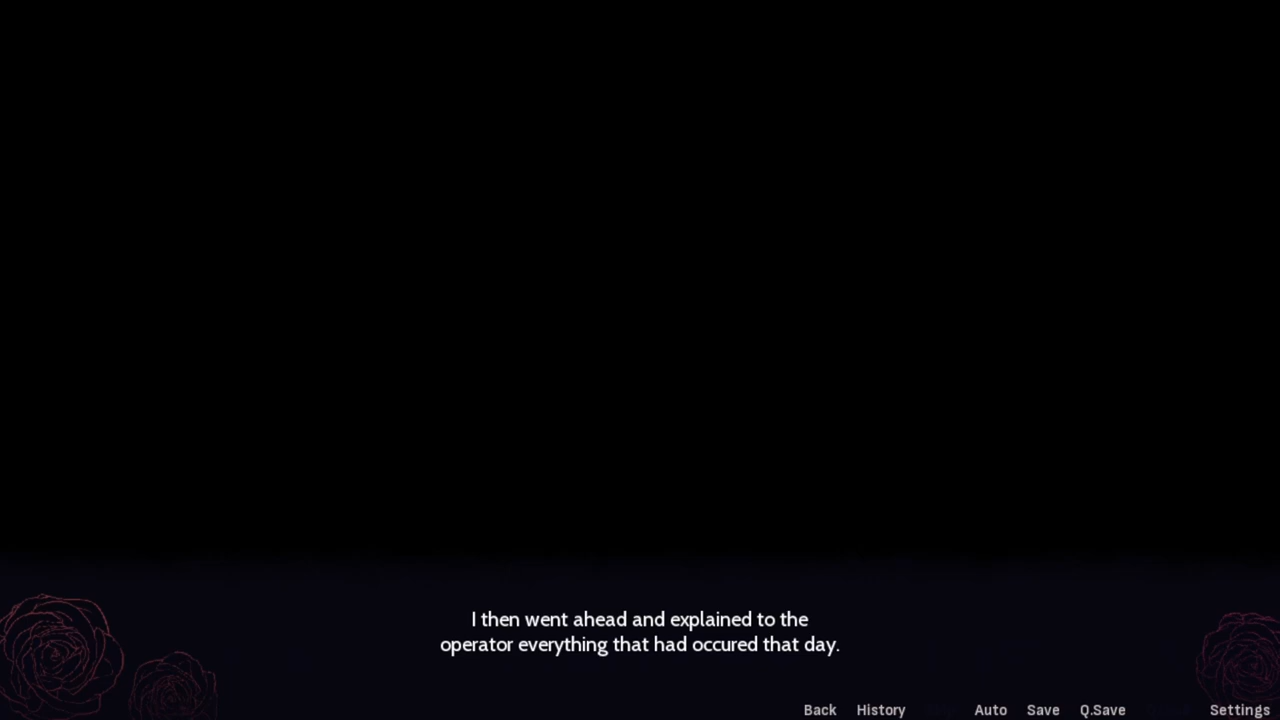 I then went ahead and explained to the
operator everything that had occured that day.
Back History Auto Save Q.Save Settings